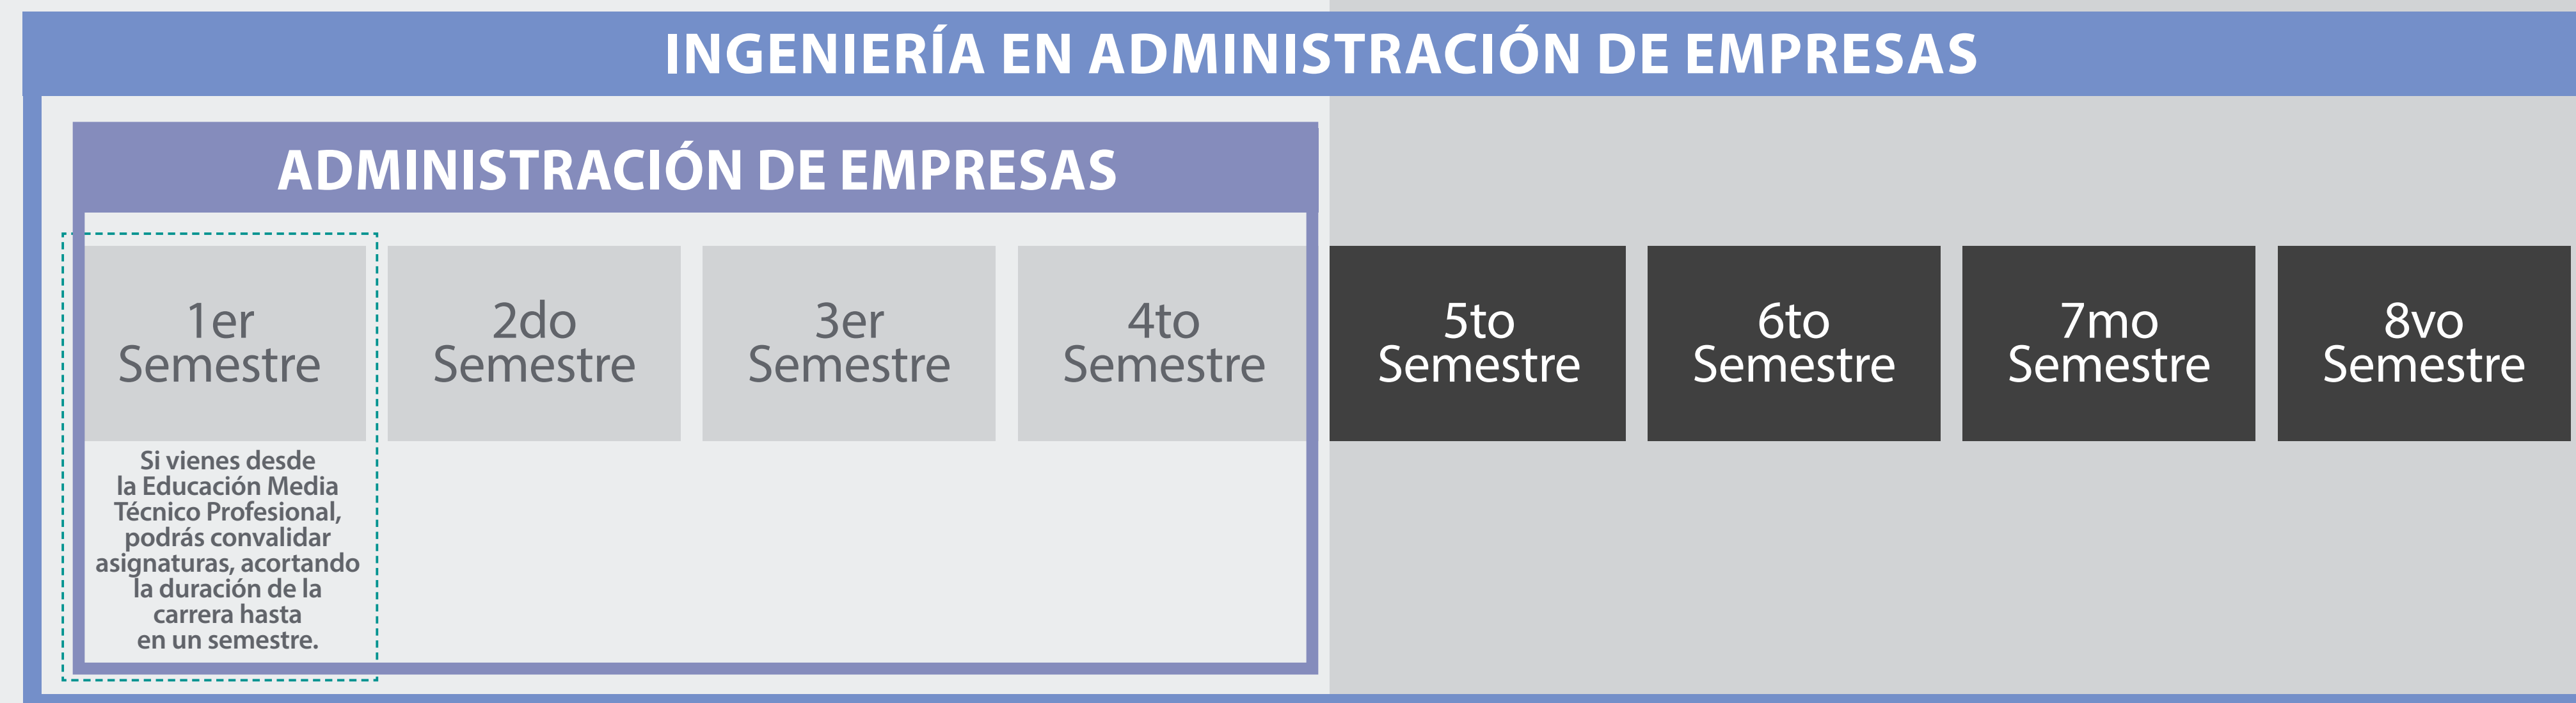 INGENIERÍA EN ADMINISTRACIÓN DE EMPRESAS
ADMINISTRACIÓN DE EMPRESAS
1er
Semestre
2do
Semestre
3er
Semestre
4to
Semestre
5to
Semestre
6to
Semestre
7mo
Semestre
8vo
Semestre
Si vienes desde
la Educación Media
Técnico Profesional,
podrás convalidar
asignaturas, acortando
la duración de la
carrera hasta
en un semestre.